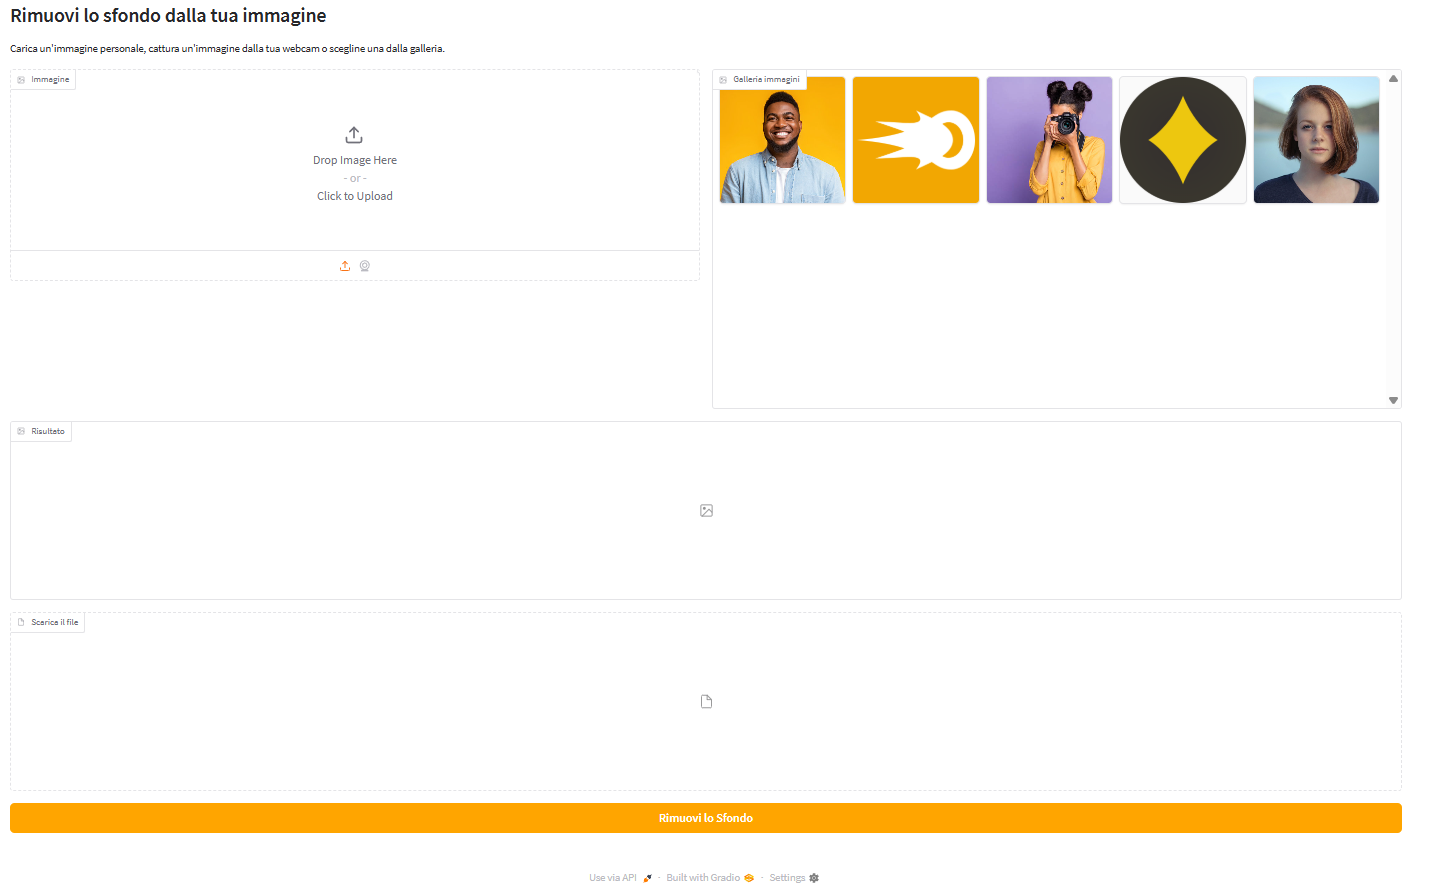 Rimuovi lo sfondo dalla tua immagine
Carica un'immagine personale, cattura un'immagine dalla tua webcam o scegline una dalla galleria.
Immagine
Drop Image Here
- or -
Click to Upload
Galleria immagini
Risultato
Scarica il file
Rimuovi lo Sfondo
Use via API · Built with Gradio · Settings